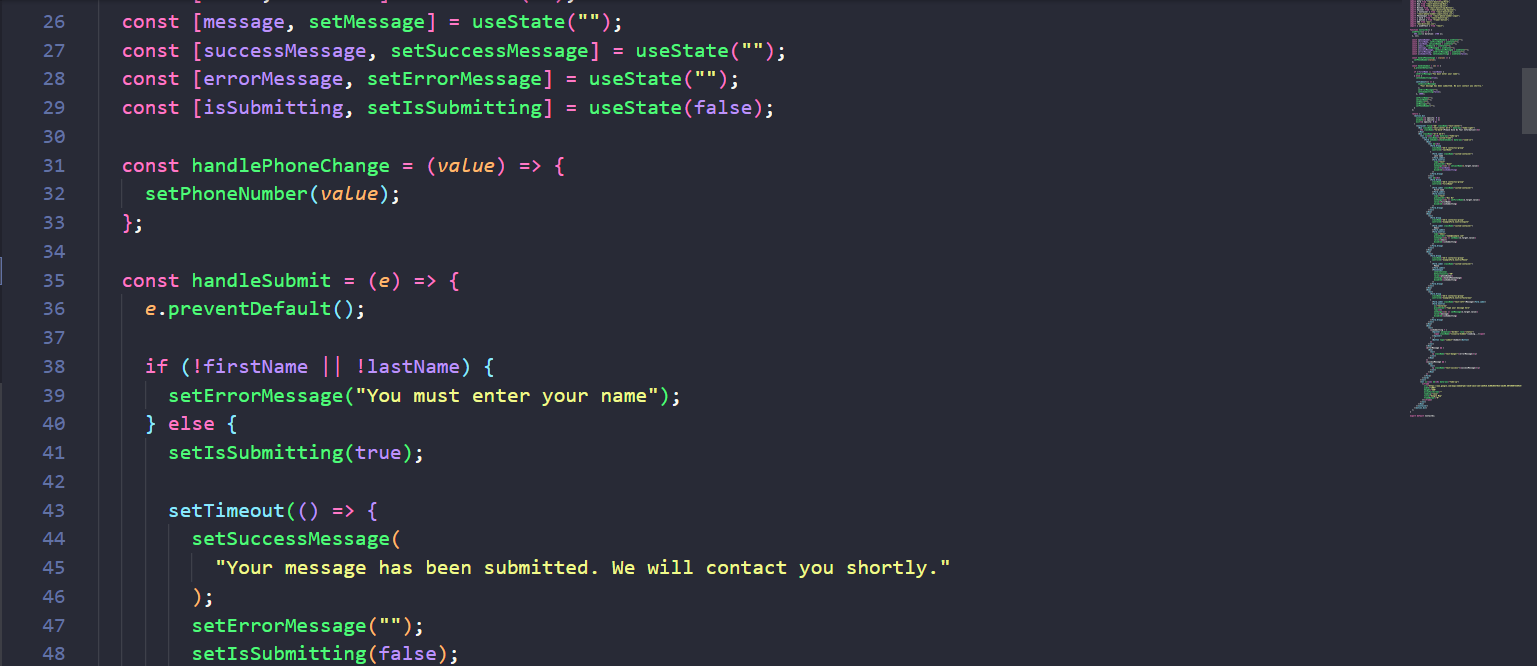 26 const [message, setMessage] = useState("");
27 const [successMessage, setSuccessMessage] = useState("");
28 const [errorMessage, setErrorMessage] = useState("");
29 const [isSubmitting, setIsSubmitting] = useState(false);
30
31 const handlePhoneChange = (value) => {
32 setPhoneNumber(value);
33 };
34
35 const handleSubmit = (e) => {
36 e.preventDefault();
37
38 if (!firstName || !lastName) {
39 setErrorMessage("You must enter your name");
40 } else {
41 setIsSubmitting(true);
42
43 setTimeout(() => {
44 setSuccessMessage(
45 "Your message has been submitted. We will contact you shortly."
46 );
47 setErrorMessage("");
48 setIsSubmitting(false);